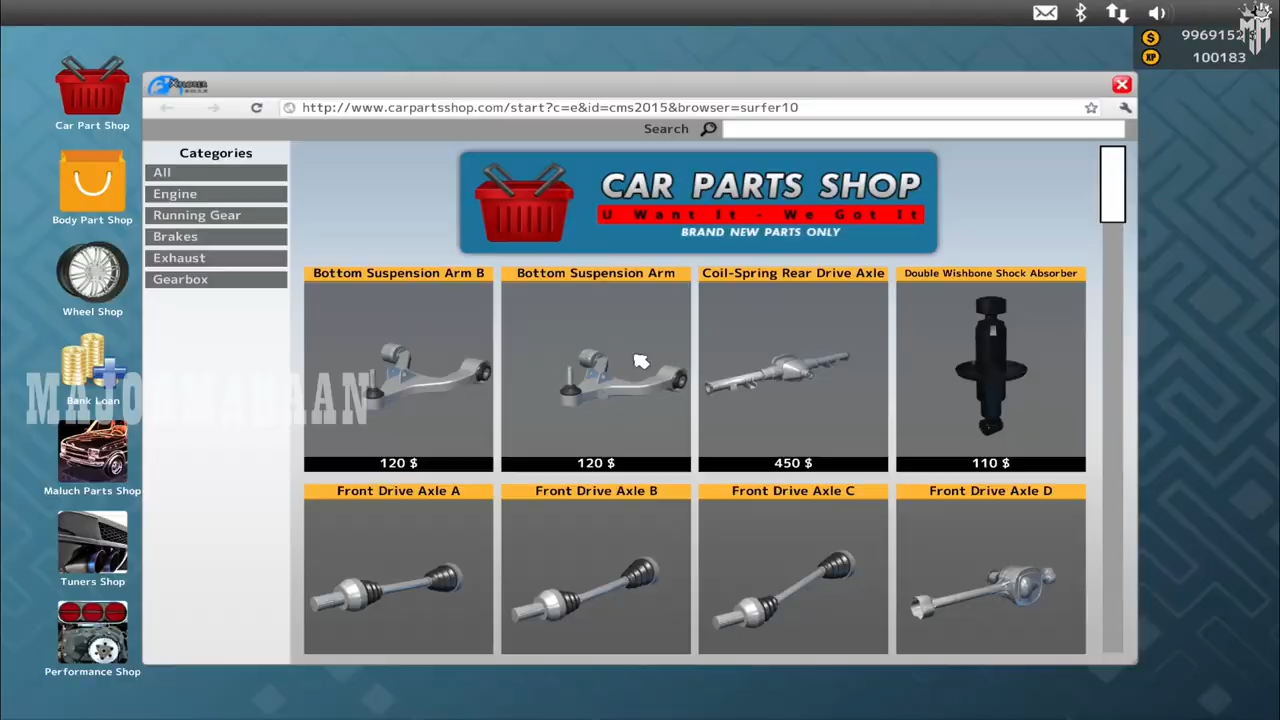 9969152
100183
Car Part Shop
Body Part Shop
Wheel Shop
Bank Loan
Maluch Parts Shop
Tuners Shop
Performance Shop
http://www.carpartsshop.com/start?c=e&id=cms2015&browser=surfer10
Search
Categories
All
Engine
Running Gear
Brakes
Exhaust
Gearbox
CAR PARTS SHOP
U Want It - We Got It
BRAND NEW PARTS ONLY
Bottom Suspension Arm B
Bottom Suspension Arm
Coil-Spring Rear Drive Axle
Double Wishbone Shock Absorber
120 $
120 $
450 $
110 $
Front Drive Axle A
Front Drive Axle B
Front Drive Axle C
Front Drive Axle D